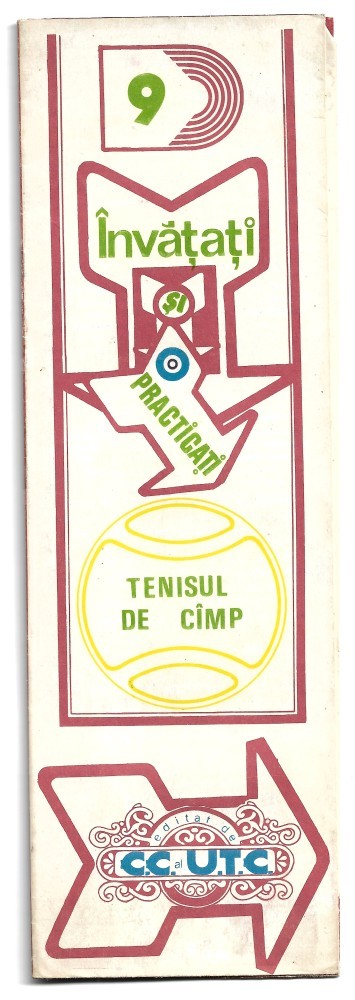 9
Învățați
ȘI
PRACTICAȚI
TENISUL
DE CÎMP
editat de
C.C. al U.T.C.